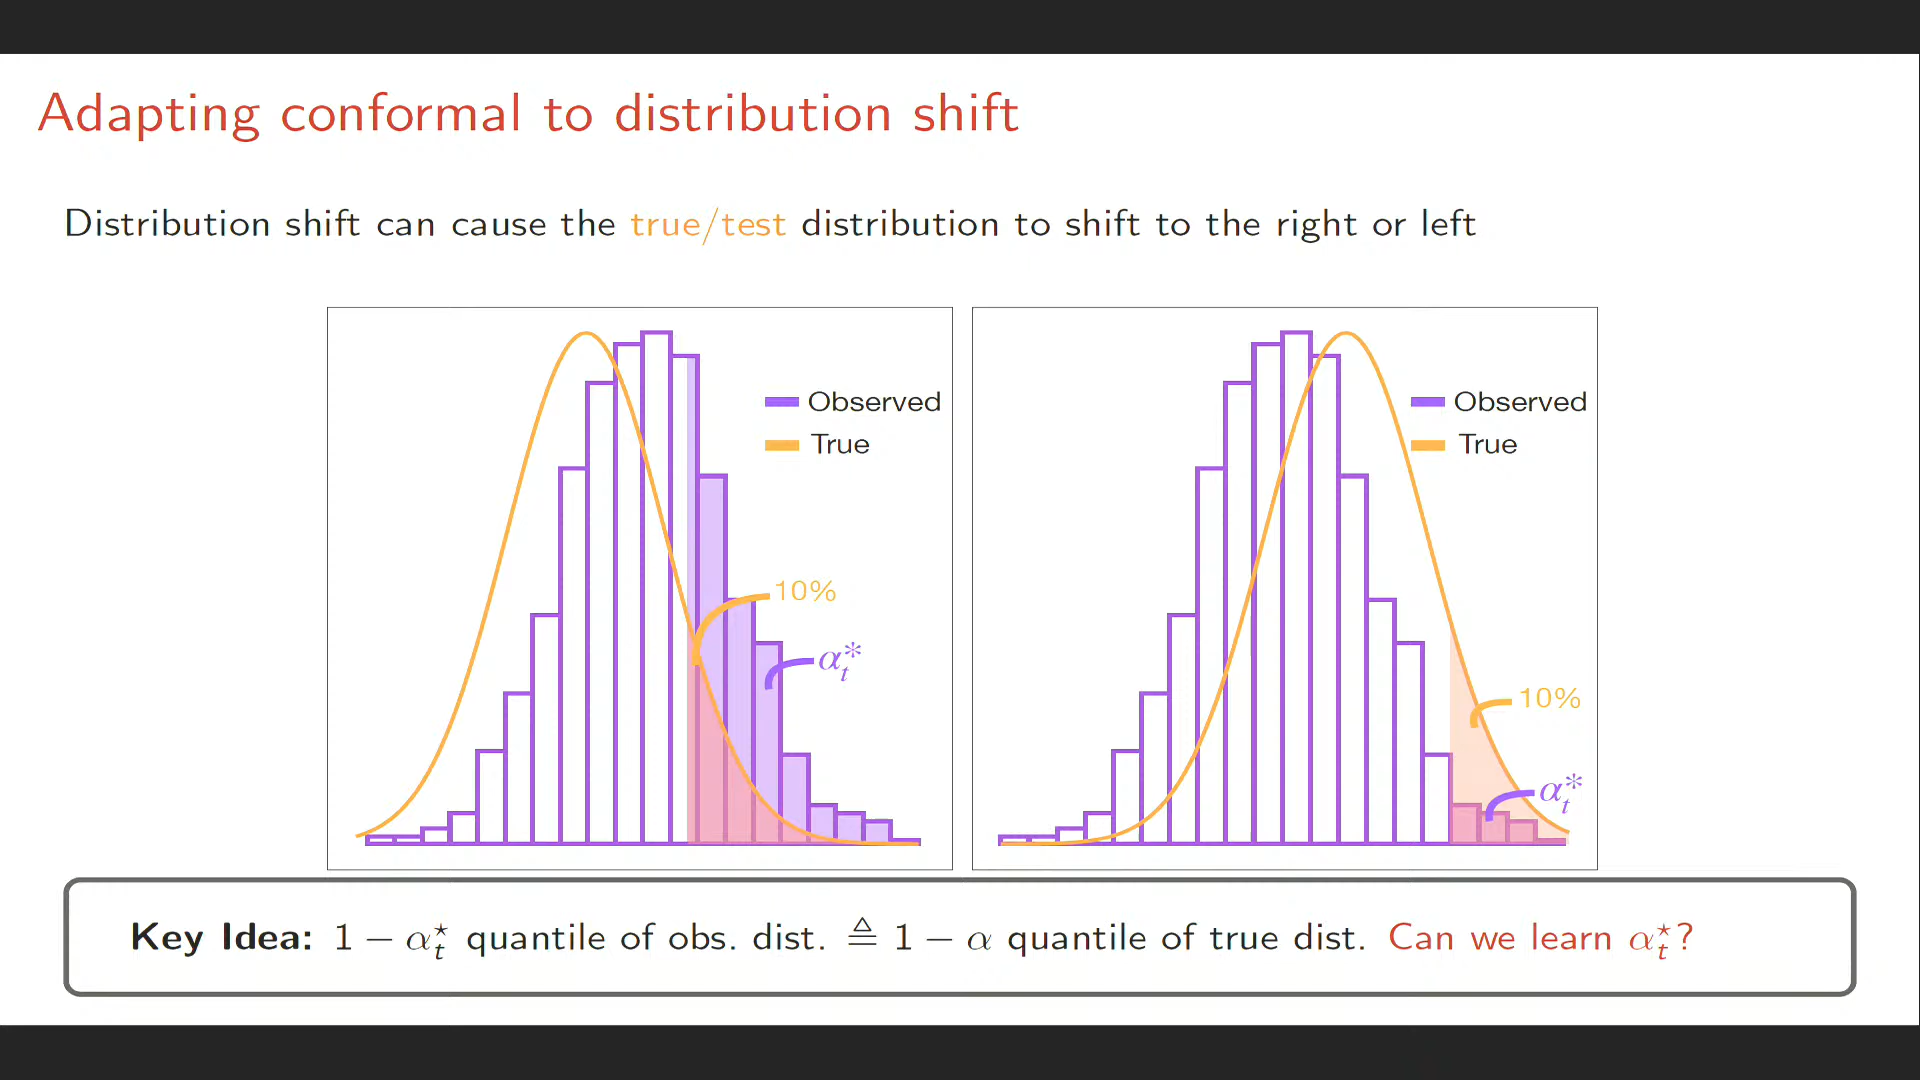 Adapting conformal to distribution shift
Distribution shift can cause the true/test distribution to shift to the right or left
Observed
True
10%
α*t
Observed
True
10%
α*t
Key Idea: 1 − α⋆t quantile of obs. dist. ≜ 1 − α quantile of true dist. Can we learn α⋆t?